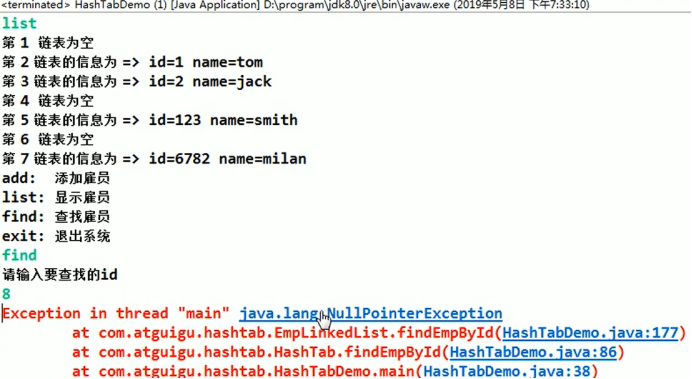 <terminated> HashTabDemo (1) [Java Application] D:\program\jdk8.0\jre\bin\javaw.exe (2019年5月8日 下午7:33:10)
list
第 1 链表为空
第 2 链表的信息为 => id=1 name=tom
第 3 链表的信息为 => id=2 name=jack
第 4 链表为空
第 5 链表的信息为 => id=123 name=smith
第 6 链表为空
第 7 链表的信息为 => id=6782 name=milan
add: 添加雇员
list: 显示雇员
find: 查找雇员
exit: 退出系统
find
请输入要查找的id
8
Exception in thread "main" java.lang.NullPointerException
at com.atguigu.hashtab.EmpLinkedList.findEmpById(HashTabDemo.java:177)
at com.atguigu.hashtab.HashTab.findEmpById(HashTabDemo.java:86)
at com.atguigu.hashtab.HashTabDemo.main(HashTabDemo.java:38)